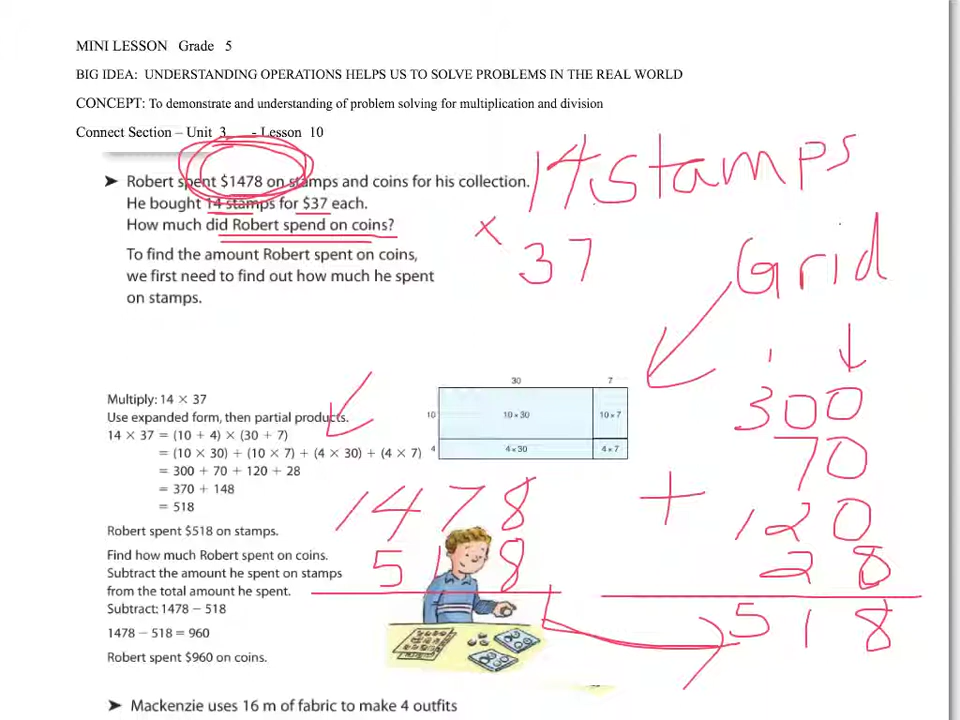 MINI LESSON Grade 5
BIG IDEA: UNDERSTANDING OPERATIONS HELPS US TO SOLVE PROBLEMS IN THE REAL WORLD
CONCEPT: To demonstrate and understanding of problem solving for multiplication and division
Connect Section – Unit 3 - Lesson 10
➤ Robert spent $1478 on stamps and coins for his collection.
He bought 14 stamps for $37 each.
How much did Robert spend on coins?
To find the amount Robert spent on coins,
we first need to find out how much he spent
on stamps.
14 stamps
× 37
Grid
Multiply: 14 × 37
Use expanded form, then partial products.
14 × 37 = (10 + 4) × (30 + 7)
= (10 × 30) + (10 × 7) + (4 × 30) + (4 × 7)
= 300 + 70 + 120 + 28
= 370 + 148
= 518
Robert spent $518 on stamps.
Find how much Robert spent on coins.
Subtract the amount he spent on stamps
from the total amount he spent.
Subtract: 1478 – 518
1478 – 518 = 960
Robert spent $960 on coins.
30 7
10 10 × 30 10 × 7
4 4 × 30 4 × 7
1478
518
1
300
70
+ 120
28
518
➤ Mackenzie uses 16 m of fabric to make 4 outfits